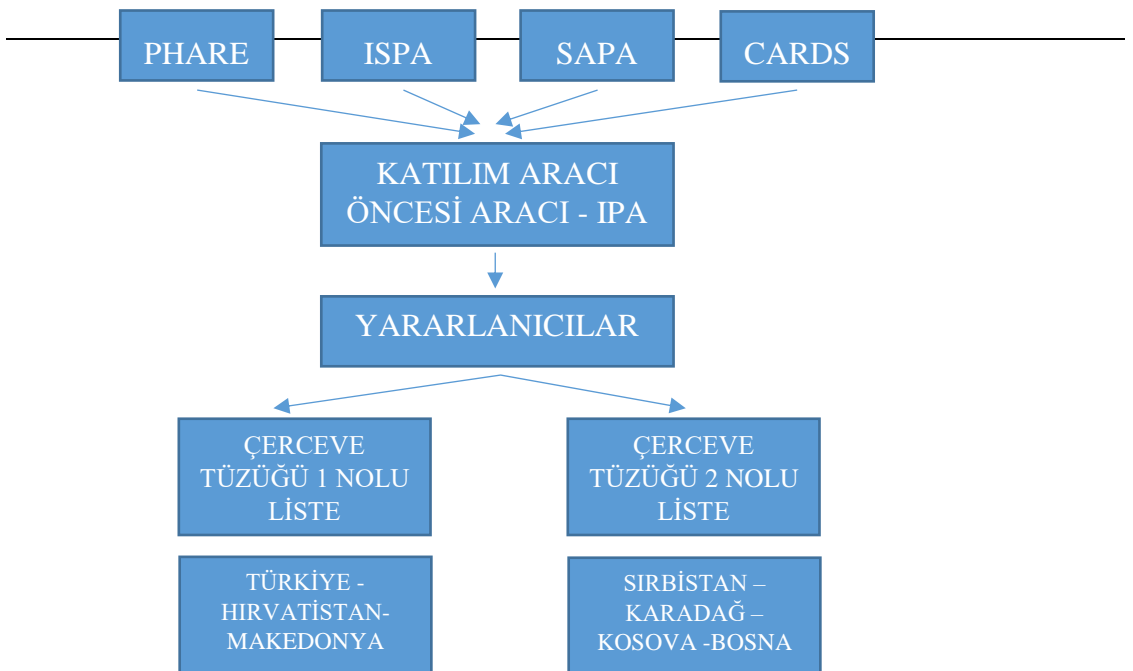 PHARE
ISPA
SAPA
CARDS
KATILIM ARACI
ÖNCESİ ARACI - IPA
YARARLANICILAR
ÇERCEVE
TÜZÜĞÜ 1 NOLU
LİSTE
ÇERCEVE
TÜZÜĞÜ 2 NOLU
LİSTE
TÜRKİYE -
HIRVATİSTAN-
MAKEDONYA
SIRBİSTAN –
KARADAĞ –
KOSOVA -BOSNA